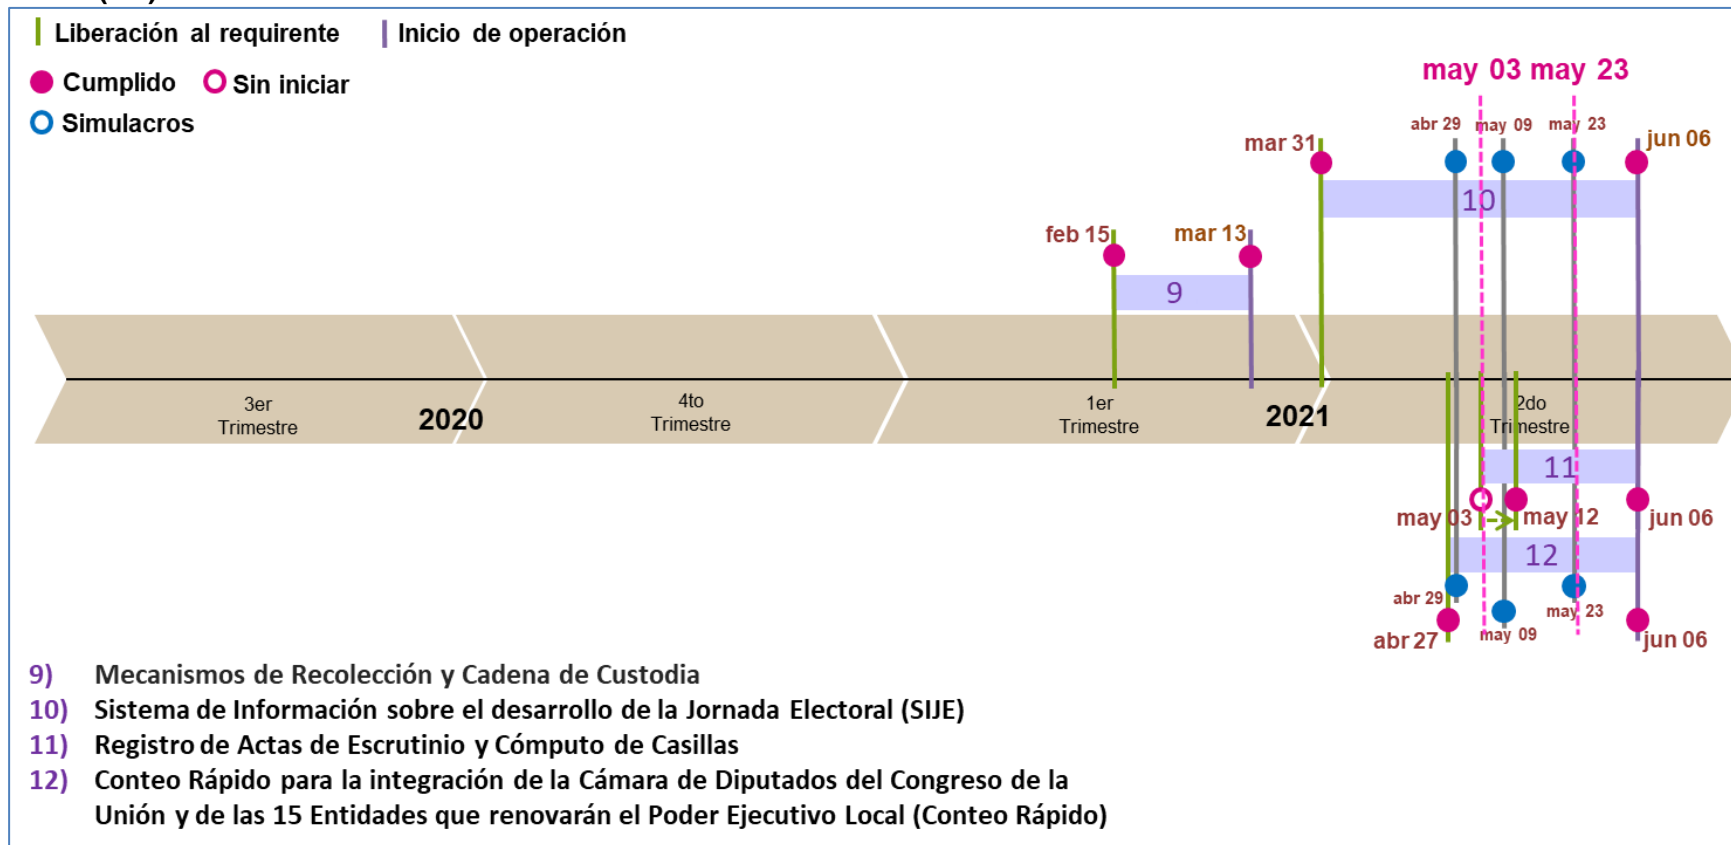 Liberación al requirente
Inicio de operación
Cumplido
Sin iniciar
Simulacros
may 03 may 23
abr 29
may 09
may 23
mar 31
jun 06
10
feb 15
mar 13
9
3er
Trimestre
2020
4to
Trimestre
1er
Trimestre
2021
2do
Trimestre
11
may 03
may 12
jun 06
12
abr 29
may 23
abr 27
may 09
jun 06
9) Mecanismos de Recolección y Cadena de Custodia
10) Sistema de Información sobre el desarrollo de la Jornada Electoral (SIJE)
11) Registro de Actas de Escrutinio y Cómputo de Casillas
12) Conteo Rápido para la integración de la Cámara de Diputados del Congreso de la
Unión y de las 15 Entidades que renovarán el Poder Ejecutivo Local (Conteo Rápido)